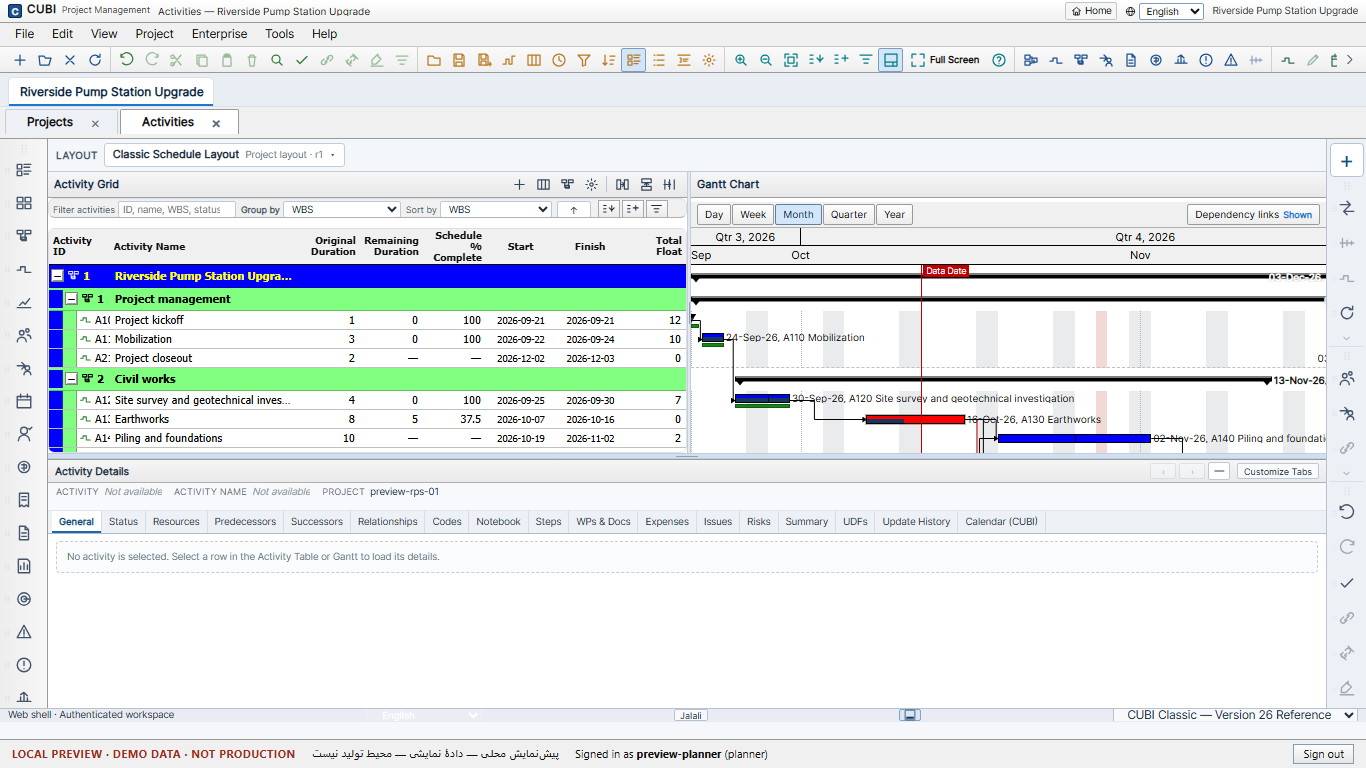 CUBI Project Management Activities — Riverside Pump Station Upgrade
Home English Riverside Pump Station Upgrade
File Edit View Project Enterprise Tools Help
Full Screen
Riverside Pump Station Upgrade
Projects × Activities ×
LAYOUT Classic Schedule Layout Project layout · r1
Activity Grid
Filter activities ID, name, WBS, status Group by WBS Sort by WBS
Activity ID Activity Name Original Duration Remaining Duration Schedule % Complete Start Finish Total Float
1 Riverside Pump Station Upgra...
1 Project management
Project kickoff 1 0 100 2026-09-21 2026-09-21 12
Mobilization 3 0 100 2026-09-22 2026-09-24 10
Project closeout 2 — — 2026-12-02 2026-12-03 0
2 Civil works
Site survey and geotechnical inves... 4 0 100 2026-09-25 2026-09-30 7
Earthworks 8 5 37.5 2026-10-07 2026-10-16 0
Piling and foundations 10 — — 2026-10-19 2026-11-02 2
Gantt Chart
Day Week Month Quarter Year Dependency links Shown
Qtr 3, 2026 Qtr 4, 2026
Sep Oct Nov
Data Date
03-Dec-26
24-Sep-26, A110 Mobilization
13-Nov-26,
30-Sep-26, A120 Site survey and geotechnical investigation
16-Oct-26, A130 Earthworks
02-Nov-26, A140 Piling and foundati
Activity Details
Customize Tabs
ACTIVITY Not available ACTIVITY NAME Not available PROJECT preview-rps-01
General Status Resources Predecessors Successors Relationships Codes Notebook Steps WPs & Docs Expenses Issues Risks Summary UDFs Update History Calendar (CUBI)
No activity is selected. Select a row in the Activity Table or Gantt to load its details.
Web shell · Authenticated workspace English Jalali CUBI Classic — Version 26 Reference
LOCAL PREVIEW · DEMO DATA · NOT PRODUCTION پیش‌نمایش محلی — دادهٔ نمایشی — محیط تولید نیست Signed in as preview-planner (planner) Sign out